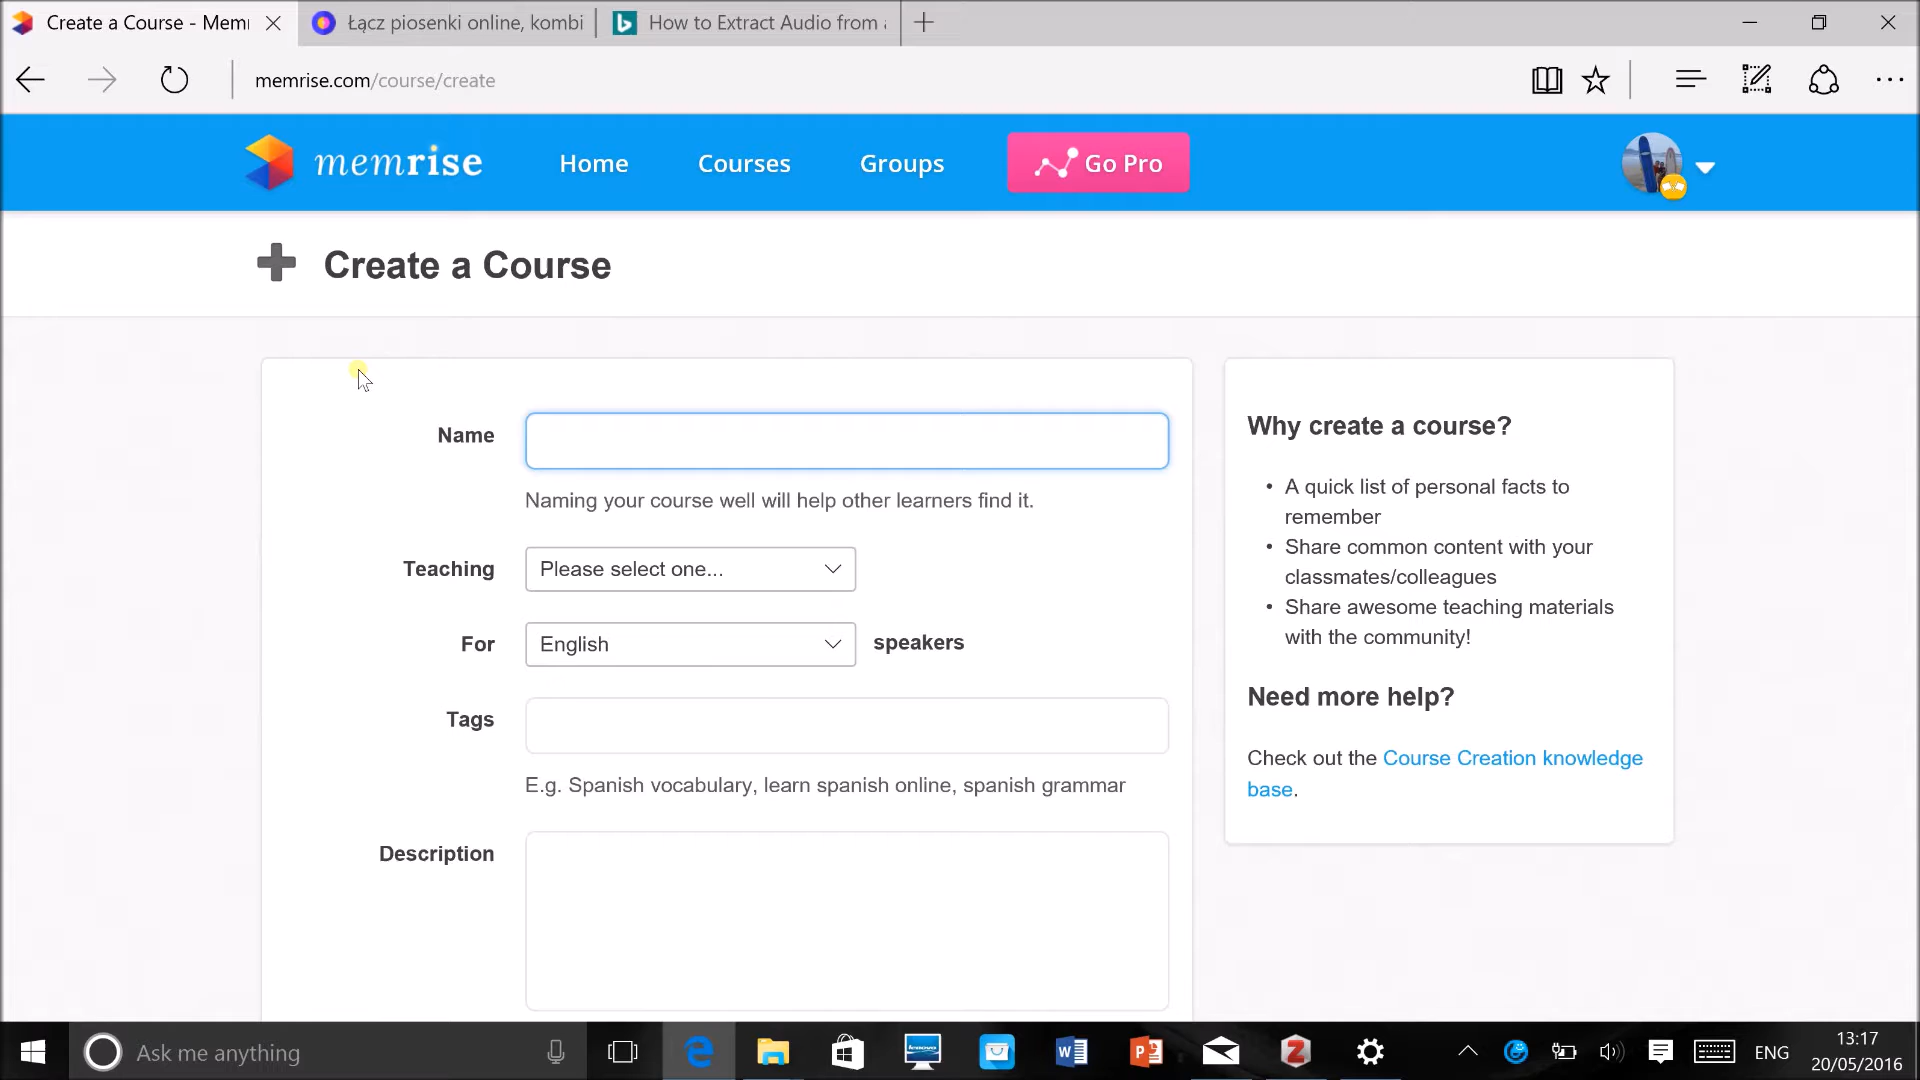 Create a Course - Memr
Łącz piosenki online, kombi
How to Extract Audio from a
memrise.com/course/create
memrise
Home
Courses
Groups
Go Pro
Create a Course
Name
Naming your course well will help other learners find it.
Teaching
Please select one...
For
English
speakers
Tags
E.g. Spanish vocabulary, learn spanish online, spanish grammar
Description
Why create a course?
• A quick list of personal facts to
remember
• Share common content with your
classmates/colleagues
• Share awesome teaching materials
with the community!
Need more help?
Check out the Course Creation knowledge
base.
Ask me anything
ENG
13:17
20/05/2016